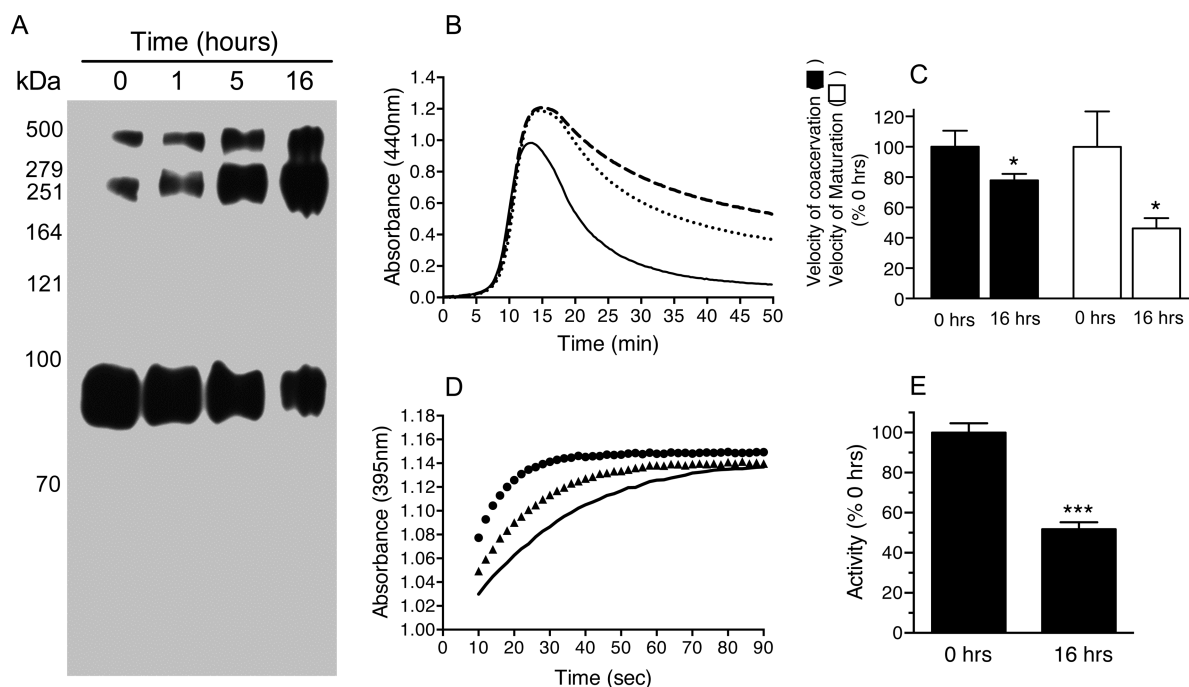 A
Time (hours)
kDa 0 1 5 16
500
279
251
164
121
100
70
B
Absorbance (440nm)
1.4
1.2
1.0
0.8
0.6
0.4
0.2
0.0
0 5 10 15 20 25 30 35 40 45 50
Time (min)
C
Velocity of coacervation ( )
Velocity of Maturation ( )
(% 0 hrs)
120
100
80
60
40
20
0
*
*
0 hrs 16 hrs 0 hrs 16 hrs
D
Absorbance (395nm)
1.18
1.16
1.14
1.12
1.10
1.08
1.06
1.04
1.02
1.00
0 10 20 30 40 50 60 70 80 90
Time (sec)
E
Activity (% 0 hrs)
100
80
60
40
20
0
***
0 hrs 16 hrs